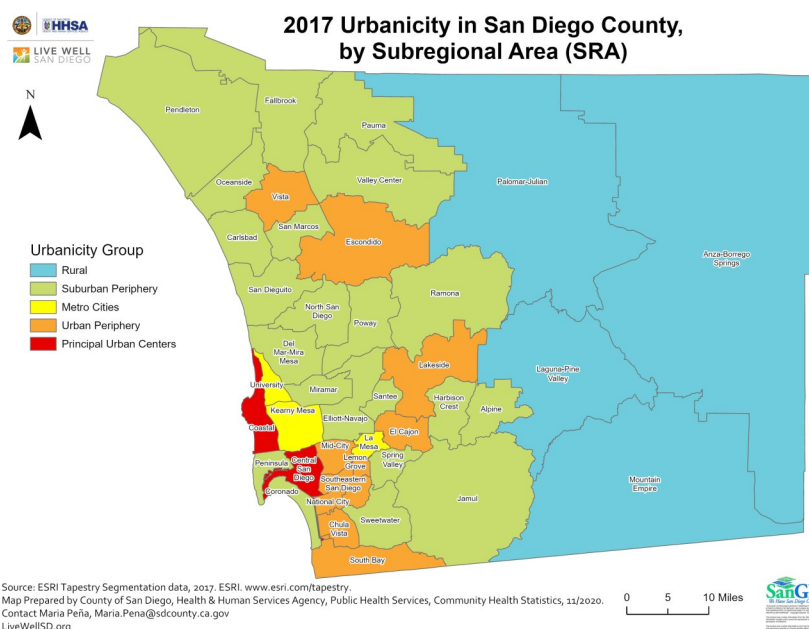 2017 Urbanicity in San Diego County,
by Subregional Area (SRA)
HHSA
LIVE WELL
SAN DIEGO
N
Pendleton
Fallbrook
Pauma
Oceanside
Vista
Valley Center
Palomar-Julian
San Marcos
Carlsbad
Escondido
Anza-Borrego
Springs
Urbanicity Group
Rural
Suburban Periphery
Metro Cities
Urban Periphery
Principal Urban Centers
San Dieguito
North San
Diego
Poway
Ramona
Del
Mar-Mira
Mesa
Lakeside
Laguna-Pine
Valley
University
Miramar
Santee
Harbison
Crest
Alpine
Kearny Mesa
Elliott-Navajo
Coastal
El Cajon
La
Mesa
Mid-City
Lemon
Grove
Spring
Valley
Peninsula
Central
San
Diego
Southeastern
San Diego
Coronado
National City
Jamul
Mountain
Empire
Sweetwater
Chula
Vista
South Bay
Source: ESRI Tapestry Segmentation data, 2017. ESRI. www.esri.com/tapestry.
Map Prepared by County of San Diego, Health & Human Services Agency, Public Health Services, Community Health Statistics, 11/2020.
Contact Maria Peña, Maria.Pena@sdcounty.ca.gov
LiveWellSD.org
0 5 10 Miles
SanG